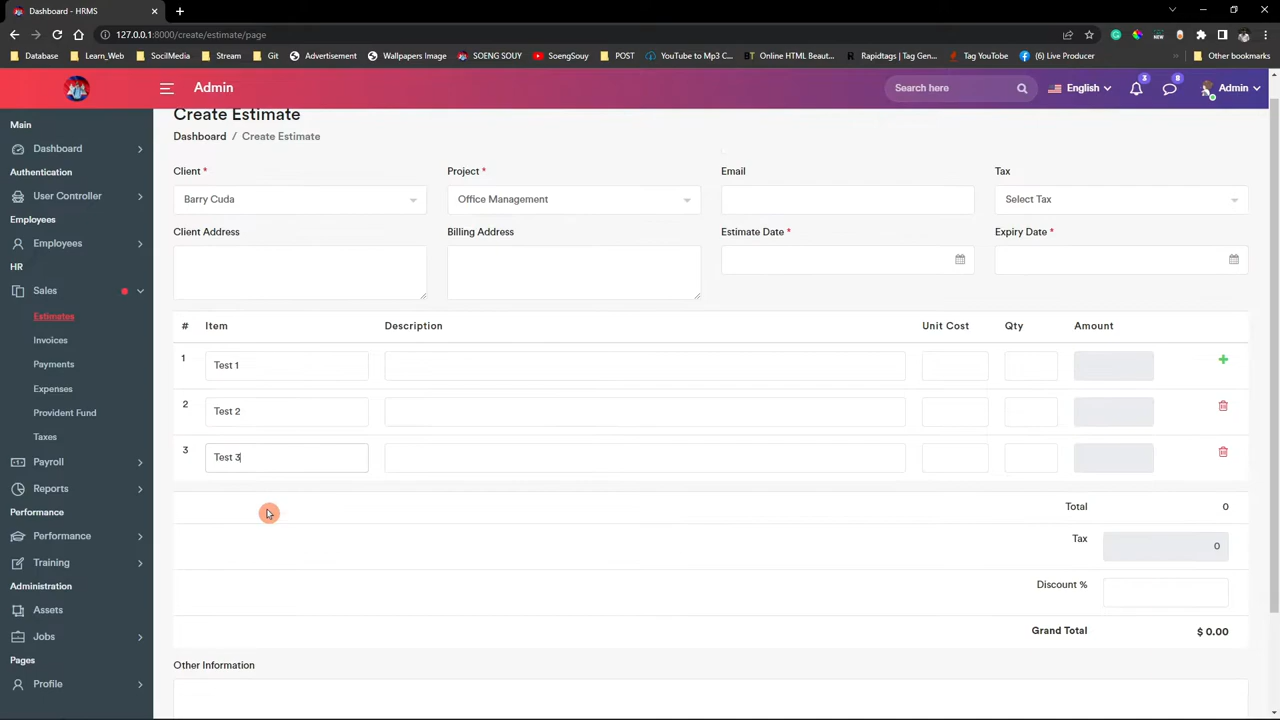 Dashboard - HRMS
127.0.0.1:8000/create/estimate/page
Database Learn_Web SocilMedia Stream Git Advertisement Wallpapers Image SOENG SOUY SoengSouy POST YouTube to Mp3 C... Online HTML Beaut... Rapidtags | Tag Gen... Tag YouTube (6) Live Producer Other bookmarks
Admin Search here English 3 8 Admin
Main
Dashboard
Authentication
User Controller
Employees
Employees
HR
Sales
Estimates
Invoices
Payments
Expenses
Provident Fund
Taxes
Payroll
Reports
Performance
Performance
Training
Administration
Assets
Jobs
Pages
Profile
Create Estimate
Dashboard / Create Estimate
Client * Project * Email Tax
Barry Cuda Office Management Select Tax
Client Address Billing Address Estimate Date * Expiry Date *
# Item Description Unit Cost Qty Amount
1 Test 1
2 Test 2
3 Test 3
Total 0
Tax 0
Discount %
Grand Total $ 0.00
Other Information